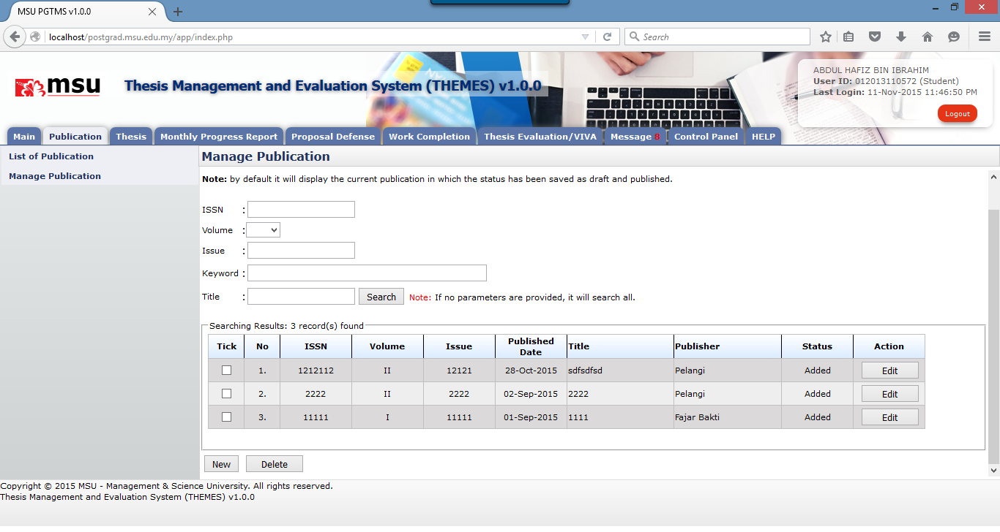 MSU PGTMS v1.0.0
localhost/postgrad.msu.edu.my/app/index.php
Search
msu
Thesis Management and Evaluation System (THEMES) v1.0.0
ABDUL HAFIZ BIN IBRAHIM
User ID: 012013110572 (Student)
Last Login: 11-Nov-2015 11:46:50 PM
Logout
Main Publication Thesis Monthly Progress Report Proposal Defense Work Completion Thesis Evaluation/VIVA Message 8 Control Panel HELP
List of Publication
Manage Publication
Manage Publication
Note: by default it will display the current publication in which the status has been saved as draft and published.
ISSN :
Volume :
Issue :
Keyword :
Title : Search Note: If no parameters are provided, it will search all.
Searching Results: 3 record(s) found
Tick No ISSN Volume Issue Published Date Title Publisher Status Action
1. 1212112 II 12121 28-Oct-2015 sdfsdfsd Pelangi Added Edit
2. 2222 II 2222 02-Sep-2015 2222 Pelangi Added Edit
3. 11111 I 11111 01-Sep-2015 1111 Fajar Bakti Added Edit
New Delete
Copyright © 2015 MSU - Management & Science University. All rights reserved.
Thesis Management and Evaluation System (THEMES) v1.0.0